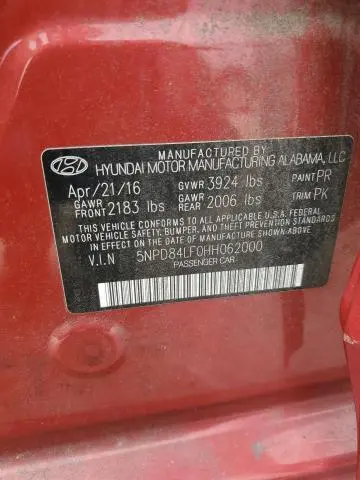 MANUFACTURED BY
HYUNDAI MOTOR MANUFACTURING ALABAMA, LLC
Apr/21/16 GVWR 3924 lbs PAINT PR
GAWR FRONT 2183 lbs GAWR REAR 2006 lbs TRIM PK
THIS VEHICLE CONFORMS TO ALL APPLICABLE U.S.A FEDERAL
MOTOR VEHICLE SAFETY, BUMPER, AND THEFT PREVENTION STANDARDS
IN EFFECT ON THE DATE OF MANUFACTURE SHOWN ABOVE.
V.I.N 5NPD84LF0HH062000
PASSENGER CAR